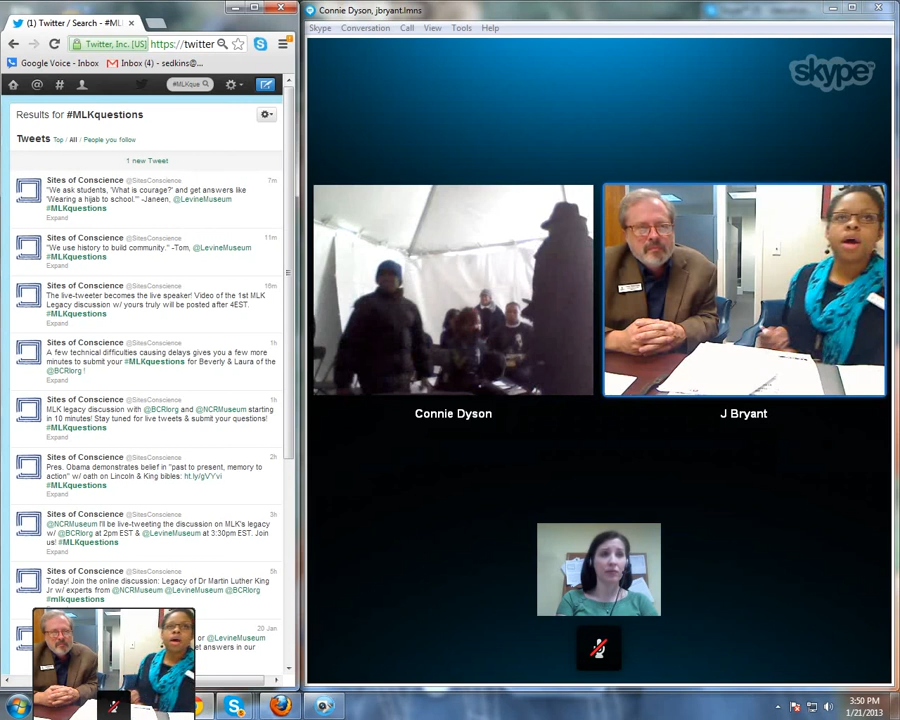 (1) Twitter / Search - #ML
Twitter, Inc. [US] https://twitter
Google Voice - Inbox Inbox (4) - sedkins@...
#MLKque
Results for #MLKquestions
Tweets Top / All / People you follow
1 new Tweet
Sites of Conscience @SitesConscience 7m
"We ask students, 'What is courage?' and get answers like
'Wearing a hijab to school.'" -Janeen, @LevineMuseum
#MLKquestions
Expand
Sites of Conscience @SitesConscience 11m
"We use history to build community." -Tom, @LevineMuseum
#MLKquestions
Expand
Sites of Conscience @SitesConscience
The live-tweeter becomes the live speaker! Video of the 1st MLK
Legacy discussion w/ yours truly will be posted after 4EST.
#MLKquestions
Expand
Sites of Conscience @SitesConscience 1h
A few technical difficulties causing delays gives you a few more
minutes to submit your #MLKquestions for Beverly & Laura of the
@BCRIorg !
Expand
Sites of Conscience @SitesConscience 1h
MLK legacy discussion with @BCRIorg and @NCRMuseum starting
in 10 minutes! Stay tuned for live tweets & submit your questions!
#MLKquestions
Expand
Sites of Conscience @SitesConscience 2h
Pres. Obama demonstrates belief in "past to present, memory to
action" w/ oath on Lincoln & King bibles: ht.ly/gVYvi
#MLKquestions
Expand
Sites of Conscience @SitesConscience 3h
@NCRMuseum I'll be live-tweeting the discussion on MLK's legacy
w/ @BCRIorg at 2pm EST & @LevineMuseum at 3:30pm EST. Join
us! #MLKquestions
Expand
Sites of Conscience @SitesConscience 5h
Today! Join the online discussion: Legacy of Dr Martin Luther King
Jr w/ experts from @NCRMuseum @LevineMuseum @BCRIorg
#mlkquestions
Expand
20 Jan
or @LevineMuseum
et answers in our
Connie Dyson, jbryant.lmns
Skype Conversation Call View Tools Help
skype
Connie Dyson
J Bryant
3:50 PM
1/21/2013